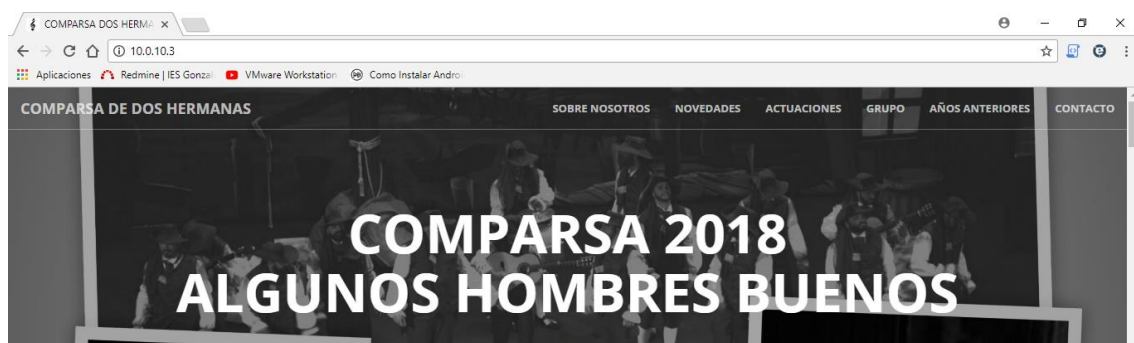 COMPARSA DOS HERMA
10.0.10.3
Aplicaciones Redmine | IES Gonzal VMware Workstation Como Instalar Andro
COMPARSA DE DOS HERMANAS SOBRE NOSOTROS NOVEDADES ACTUACIONES GRUPO AÑOS ANTERIORES CONTACTO
COMPARSA 2018
ALGUNOS HOMBRES BUENOS